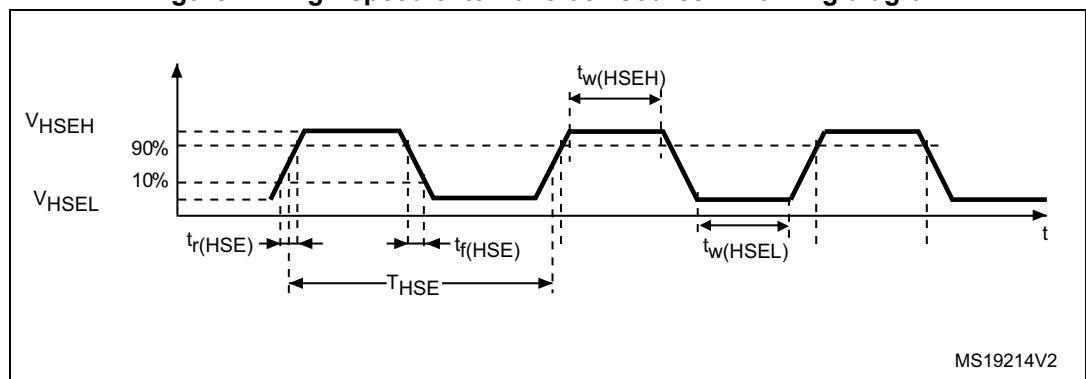 tw(HSEH)
VHSEH
90%
10%
VHSEL
tr(HSE)
tf(HSE)
tw(HSEL)
t
THSE
MS19214V2